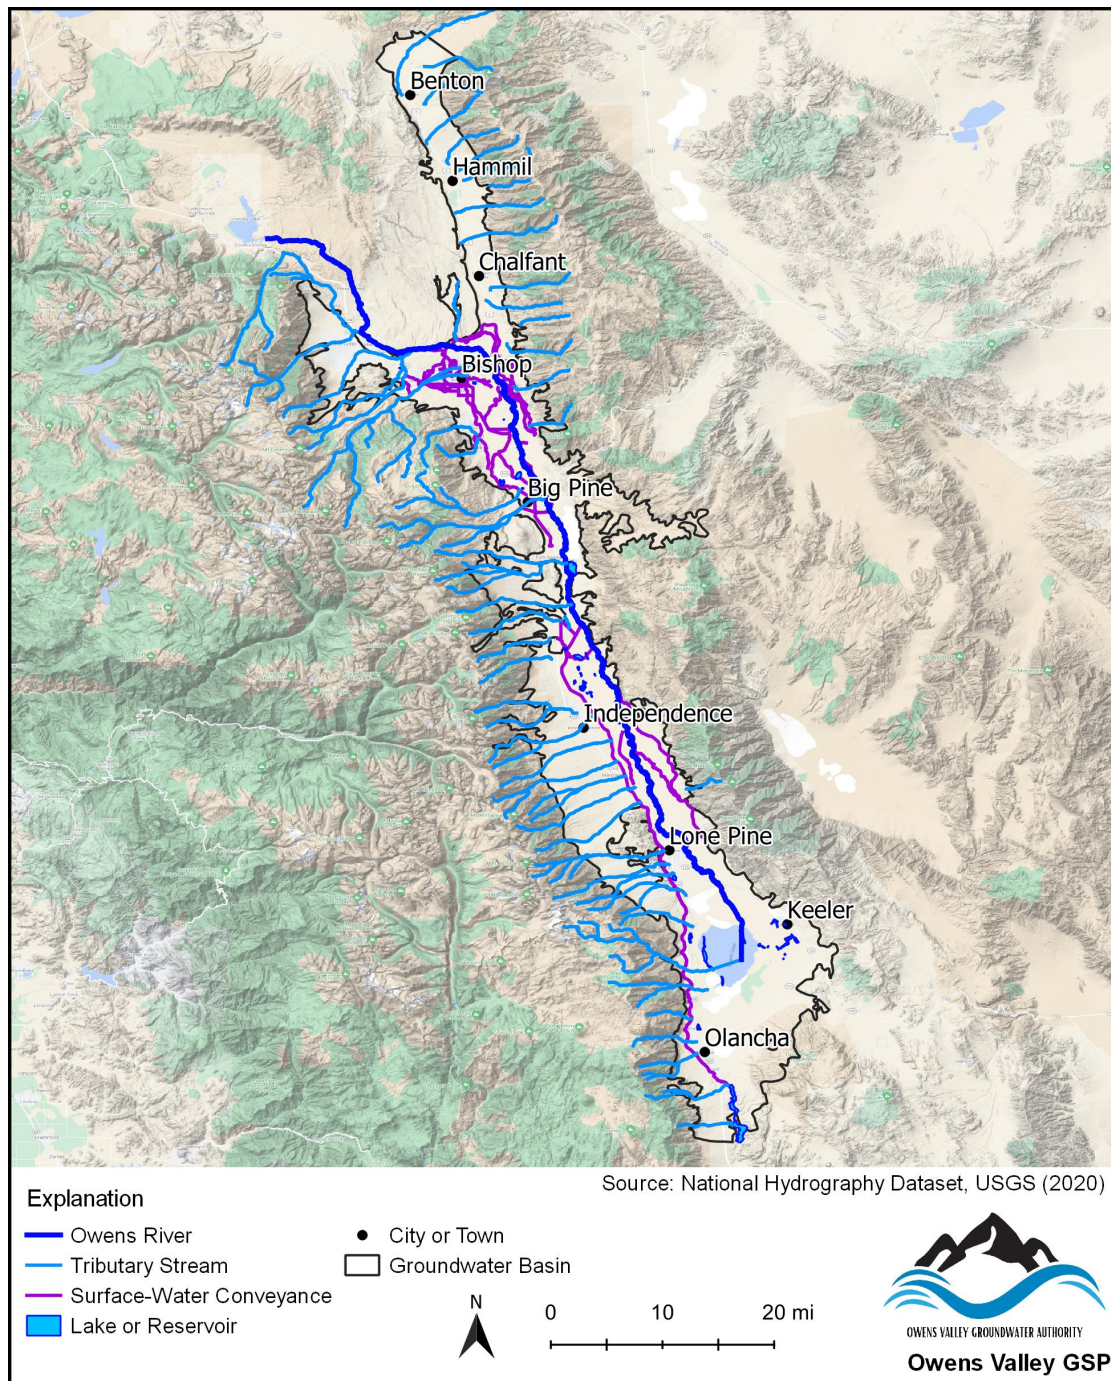 Benton
Hammil
Chalfant
Bishop
Big Pine
Independence
Lone Pine
Keeler
Olancha
Source: National Hydrography Dataset, USGS (2020)
Explanation
Owens River
Tributary Stream
Surface-Water Conveyance
Lake or Reservoir
City or Town
Groundwater Basin
N
0 10 20 mi
OWENS VALLEY GROUNDWATER AUTHORITY
Owens Valley GSP